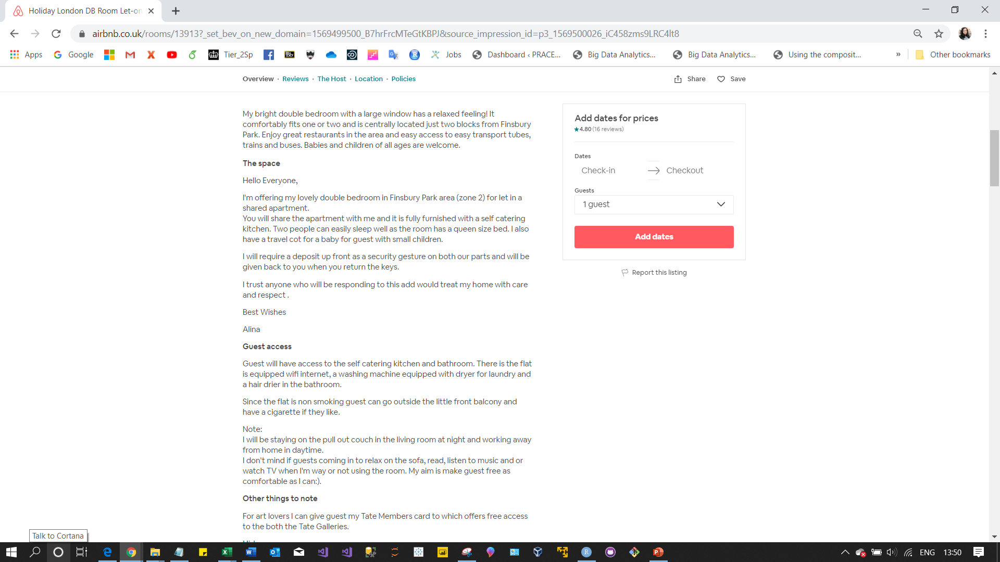 Holiday London DB Room Let-on
airbnb.co.uk/rooms/13913?_set_bev_on_new_domain=1569499500_B7hrFrcMTeGtKBPJ&source_impression_id=p3_1569500026_iC458zms9LRC4lt8
Apps Google Tier_2Sp Bb Jobs Dashboard ‹ PRACE... Big Data Analytics... Big Data Analytics... Using the composit... » Other bookmarks
Overview · Reviews · The Host · Location · Policies
Share Save
My bright double bedroom with a large window has a relaxed feeling! It
comfortably fits one or two and is centrally located just two blocks from Finsbury
Park. Enjoy great restaurants in the area and easy access to easy transport tubes,
trains and buses. Babies and children of all ages are welcome.
The space
Hello Everyone,
I'm offering my lovely double bedroom in Finsbury Park area (zone 2) for let in a
shared apartment.
You will share the apartment with me and it is fully furnished with a self catering
kitchen. Two people can easily sleep well as the room has a queen size bed. I also
have a travel cot for a baby for guest with small children.
I will require a deposit up front as a security gesture on both our parts and will be
given back to you when you return the keys.
I trust anyone who will be responding to this add would treat my home with care
and respect .
Best Wishes
Alina
Guest access
Guest will have access to the self catering kitchen and bathroom. There is the flat
is equipped wifi internet, a washing machine equipped with dryer for laundry and
a hair drier in the bathroom.
Since the flat is non smoking guest can go outside the little front balcony and
have a cigarette if they like.
Note:
I will be staying on the pull out couch in the living room at night and working away
from home in daytime.
I don't mind if guests coming in to relax on the sofa, read, listen to music and or
watch TV when I'm way or not using the room. My aim is make guest free as
comfortable as I can:).
Other things to note
For art lovers I can give guest my Tate Members card to which offers free access
to the both the Tate Galleries.
Add dates for prices
4.80 (16 reviews)
Dates
Check-in Checkout
Guests
1 guest
Add dates
Report this listing
Talk to Cortana
ENG 13:50